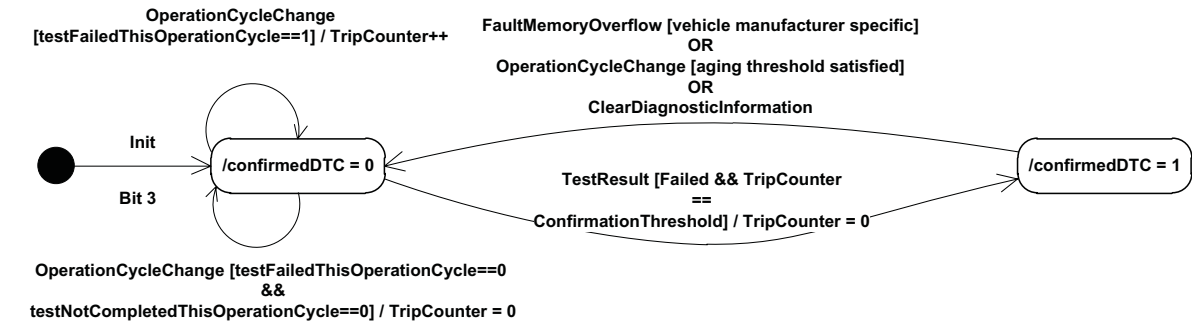 OperationCycleChange
[testFailedThisOperationCycle==1] / TripCounter++
FaultMemoryOverflow [vehicle manufacturer specific]
OR
OperationCycleChange [aging threshold satisfied]
OR
ClearDiagnosticInformation
Init
Bit 3
/confirmedDTC = 0
/confirmedDTC = 1
TestResult [Failed && TripCounter
==
ConfirmationThreshold] / TripCounter = 0
OperationCycleChange [testFailedThisOperationCycle==0
&&
testNotCompletedThisOperationCycle==0] / TripCounter = 0